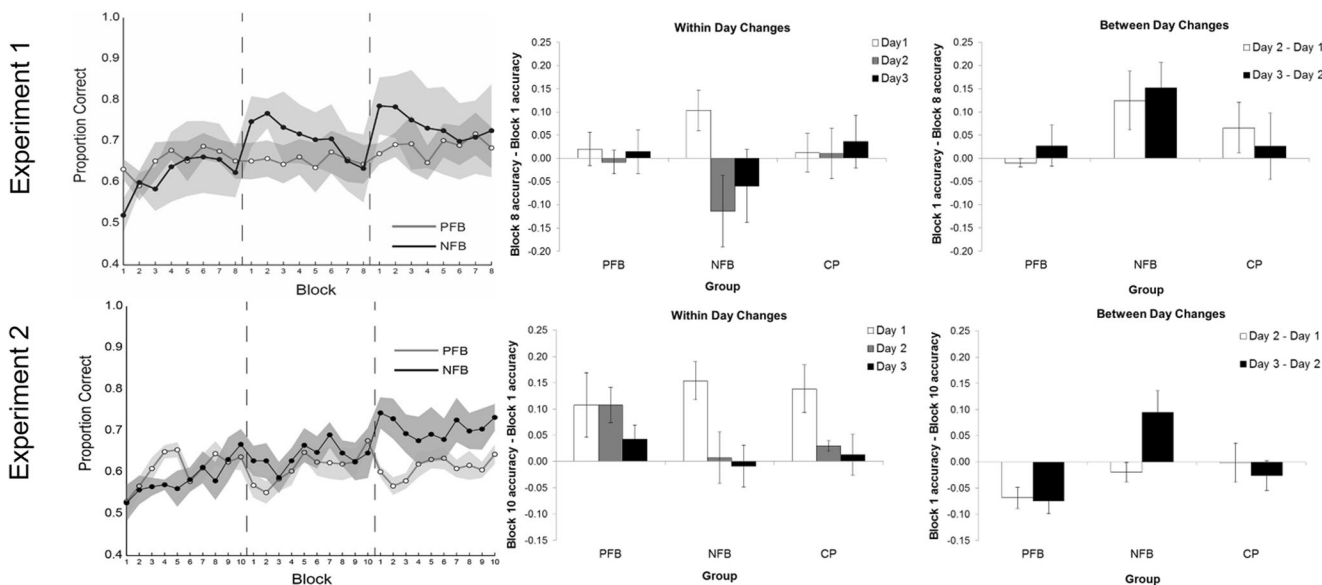 Experiment 1
Proportion Correct
1.0
0.9
0.8
0.7
0.6
0.5
0.4
1 2 3 4 5 6 7 8 1 2 3 4 5 6 7 8 1 2 3 4 5 6 7 8
Block
PFB
NFB
Within Day Changes
Block 8 accuracy - Block 1 accuracy
0.25
0.20
0.15
0.10
0.05
0.00
-0.05
-0.10
-0.15
-0.20
Day1
Day2
Day3
PFB NFB CP
Group
Between Day Changes
Block 1 accuracy - Block 8 accuracy
0.25
0.20
0.15
0.10
0.05
0.00
-0.05
-0.10
-0.15
-0.20
Day 2 - Day 1
Day 3 - Day 2
PFB NFB CP
Group
Experiment 2
Proportion Correct
1.0
0.9
0.8
0.7
0.6
0.5
0.4
1 2 3 4 5 6 7 8 9 10 1 2 3 4 5 6 7 8 9 10 1 2 3 4 5 6 7 8 9 10
Block
PFB
NFB
Within Day Changes
Block 10 accuracy - Block 1 accuracy
0.25
0.20
0.15
0.10
0.05
0.00
-0.05
-0.10
-0.15
Day 1
Day 2
Day 3
PFB NFB CP
Group
Between Day Changes
Block 1 accuracy - Block 10 accuracy
0.25
0.20
0.15
0.10
0.05
0.00
-0.05
-0.10
-0.15
Day 2 - Day 1
Day 3 - Day 2
PFB NFB CP
Group